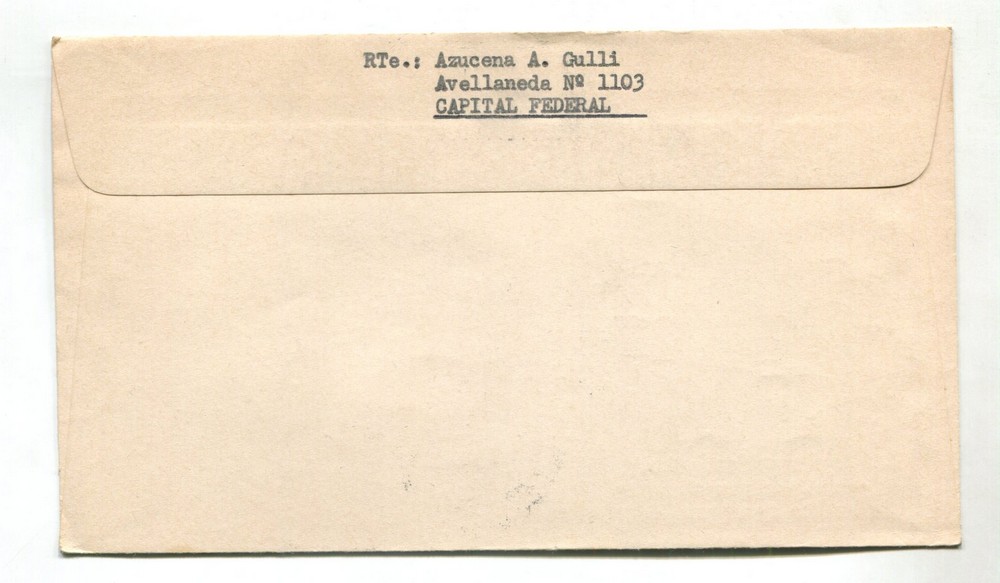 RTe.: Azucena A. Gulli
Avellaneda Nº 1103
CAPITAL FEDERAL